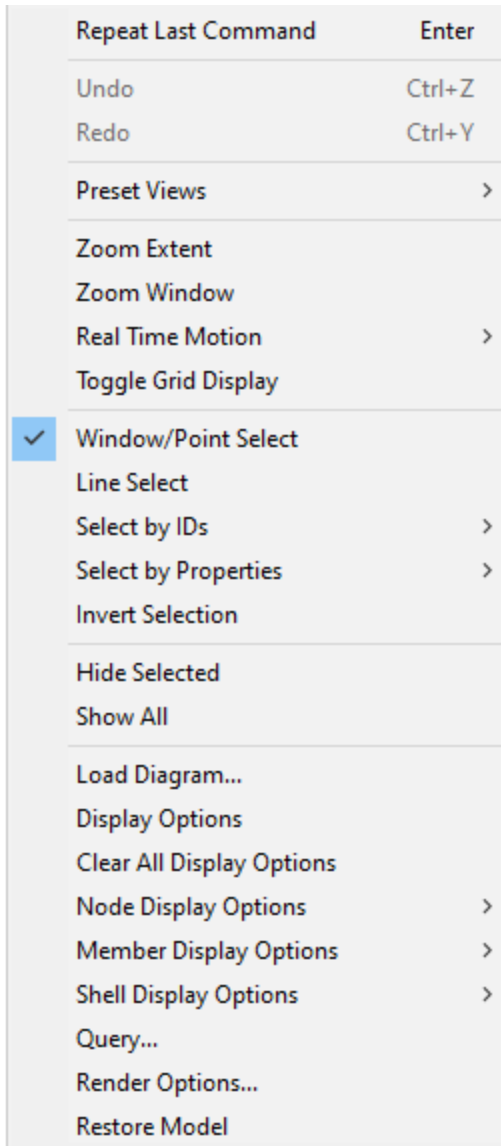 Repeat Last Command Enter
Undo Ctrl+Z
Redo Ctrl+Y
Preset Views
Zoom Extent
Zoom Window
Real Time Motion
Toggle Grid Display
Window/Point Select
Line Select
Select by IDs
Select by Properties
Invert Selection
Hide Selected
Show All
Load Diagram...
Display Options
Clear All Display Options
Node Display Options
Member Display Options
Shell Display Options
Query...
Render Options...
Restore Model